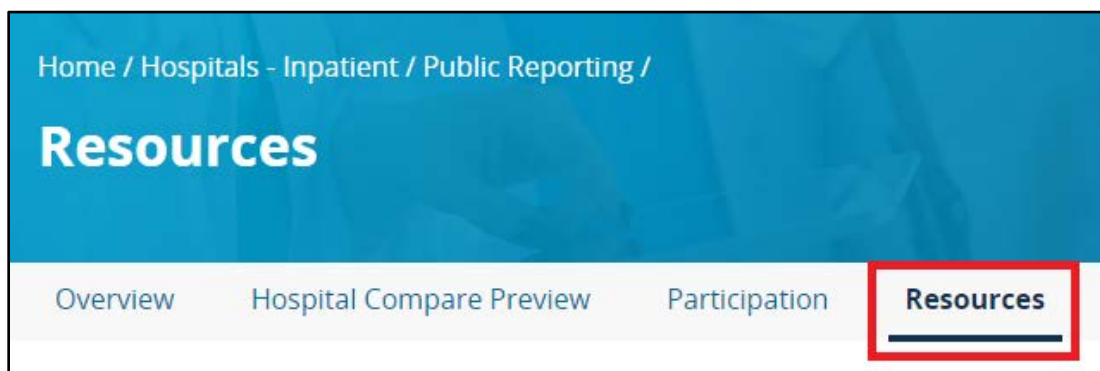 Home / Hospitals - Inpatient / Public Reporting /
Resources
Overview Hospital Compare Preview Participation Resources